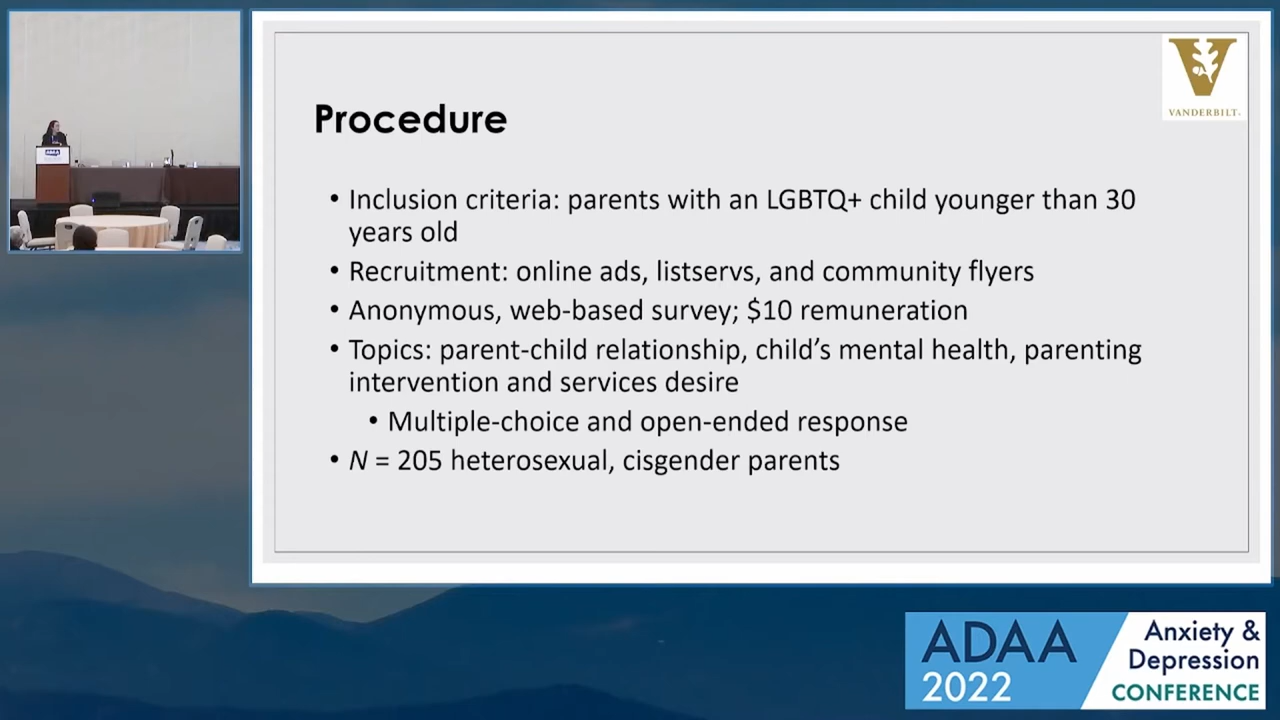 VANDERBILT
Procedure
• Inclusion criteria: parents with an LGBTQ+ child younger than 30
years old
• Recruitment: online ads, listservs, and community flyers
• Anonymous, web-based survey; $10 remuneration
• Topics: parent-child relationship, child’s mental health, parenting
intervention and services desire
• Multiple-choice and open-ended response
• N = 205 heterosexual, cisgender parents
ADAA
2022
Anxiety &
Depression
CONFERENCE